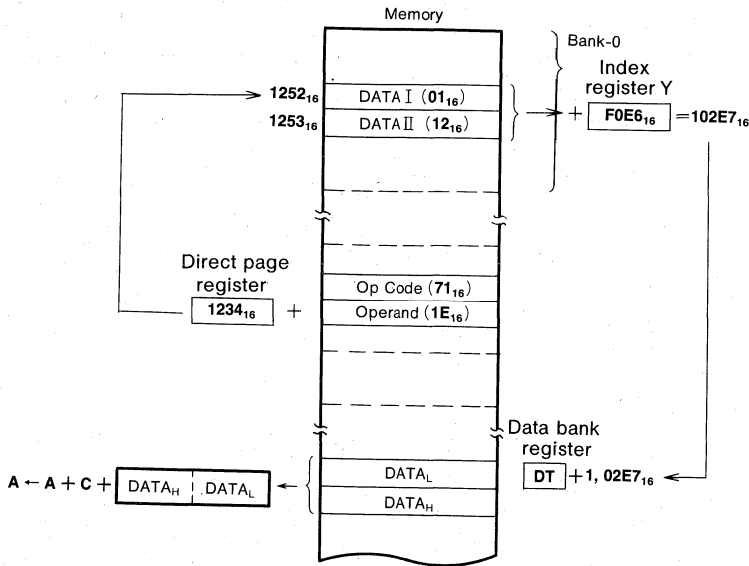 Memory
Bank-0
Index
register Y
1252₁₆
DATA Ⅰ (01₁₆)
+ F0E6₁₆ =102E7₁₆
1253₁₆
DATA Ⅱ (12₁₆)
Direct page
register
Op Code (71₁₆)
1234₁₆ +
Operand (1E₁₆)
Data bank
register
DATA_L
DT +1, 02E7₁₆
A ← A + C + DATA_H DATA_L ←
DATA_H